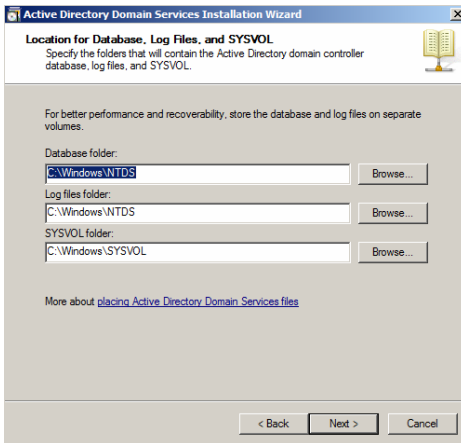 Active Directory Domain Services Installation Wizard
Location for Database, Log Files, and SYSVOL
Specify the folders that will contain the Active Directory domain controller
database, log files, and SYSVOL.
For better performance and recoverability, store the database and log files on separate
volumes.
Database folder:
C:\Windows\NTDS
Browse...
Log files folder:
C:\Windows\NTDS
Browse...
SYSVOL folder:
C:\Windows\SYSVOL
Browse...
More about placing Active Directory Domain Services files
< Back
Next >
Cancel